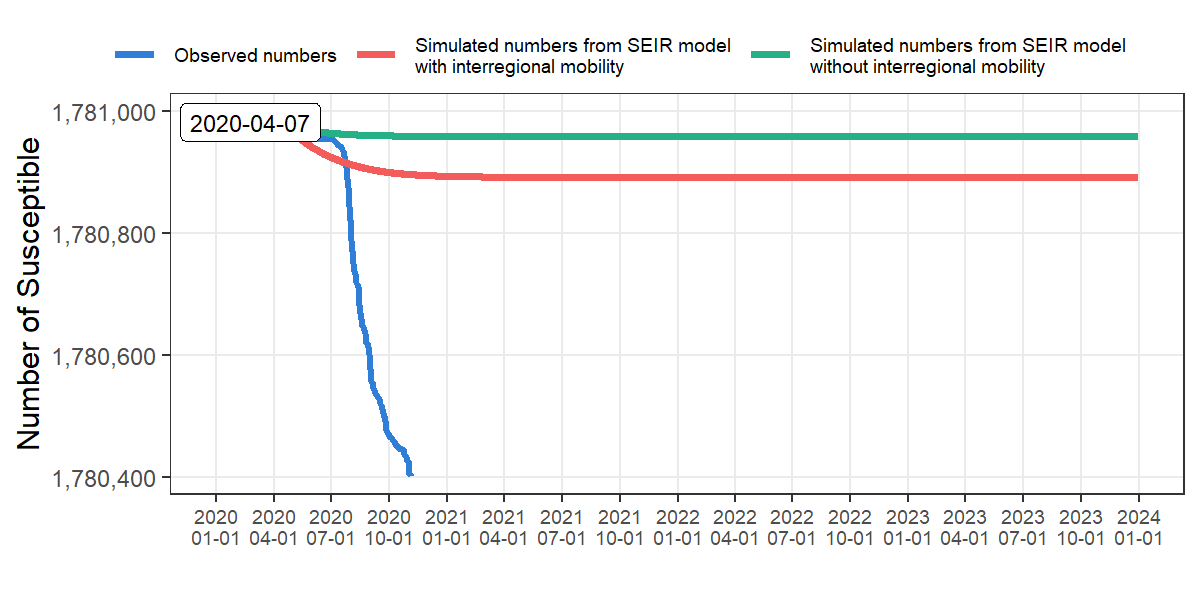 Observed numbers
Simulated numbers from SEIR model
with interregional mobility
Simulated numbers from SEIR model
without interregional mobility
Number of Susceptible
1,781,000
1,780,800
1,780,600
1,780,400
2020-04-07
2020 2020 2020 2020 2021 2021 2021 2021 2022 2022 2022 2022 2023 2023 2023 2023 2024
01-01 04-01 07-01 10-01 01-01 04-01 07-01 10-01 01-01 04-01 07-01 10-01 01-01 04-01 07-01 10-01 01-01